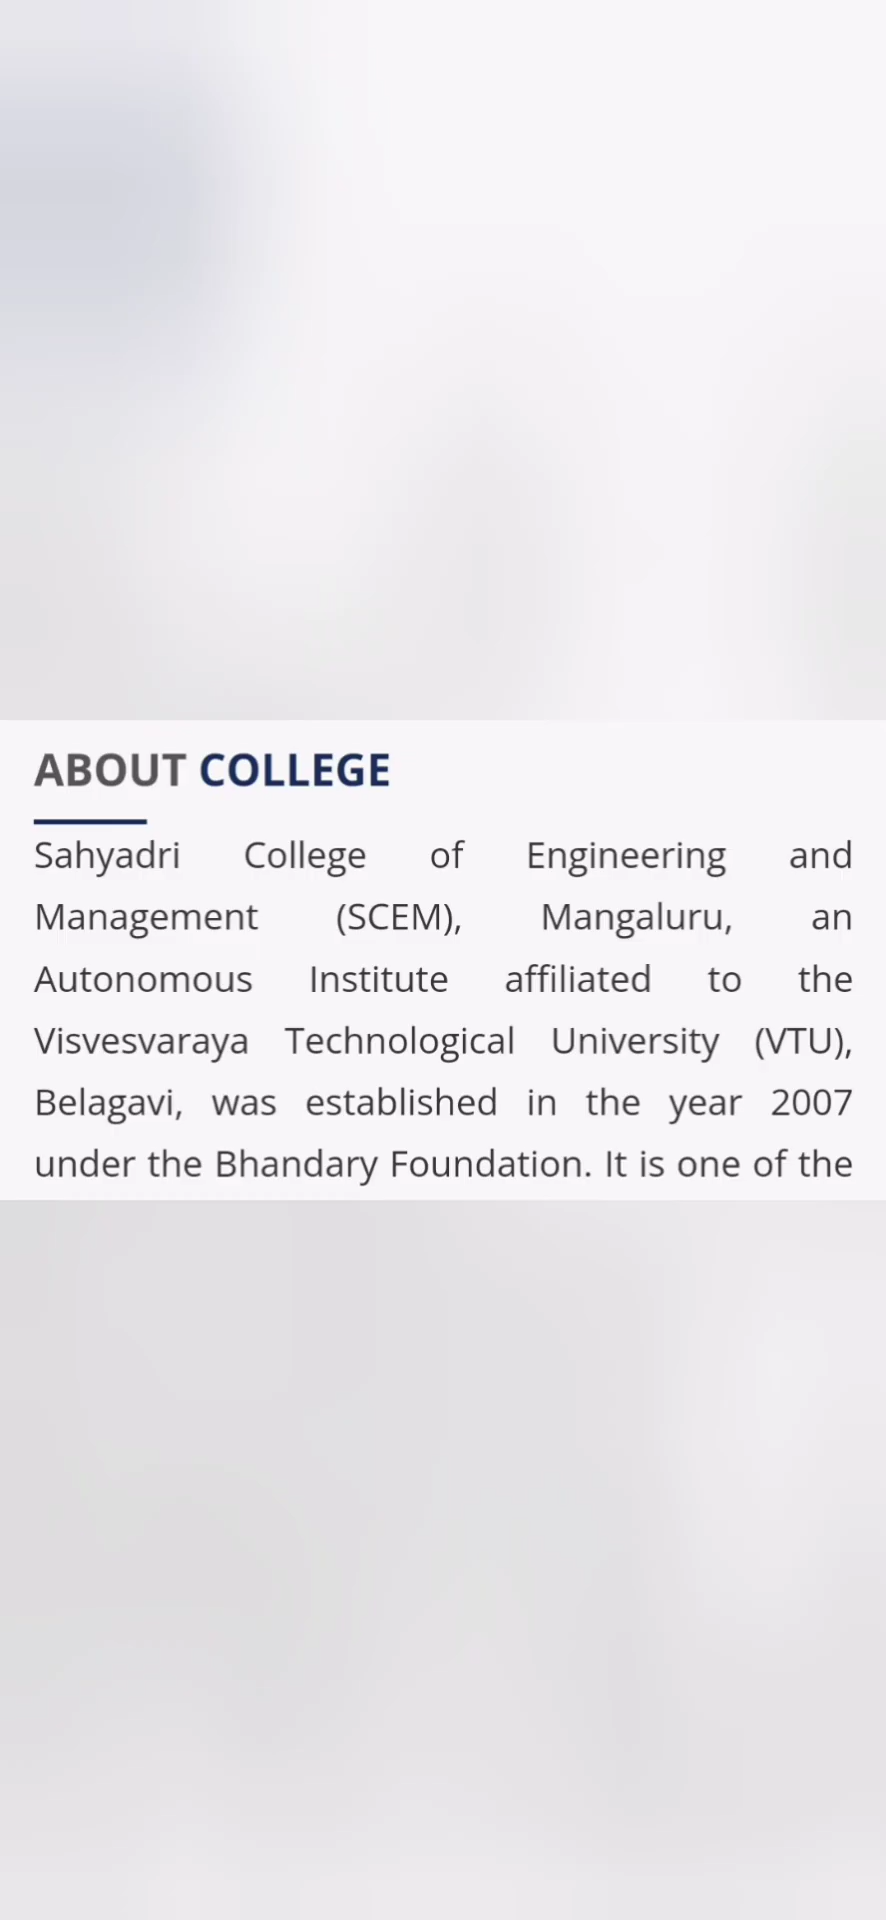 ABOUT COLLEGE
Sahyadri College of Engineering and
Management (SCEM), Mangaluru, an
Autonomous Institute affiliated to the
Visvesvaraya Technological University (VTU),
Belagavi, was established in the year 2007
under the Bhandary Foundation. It is one of the